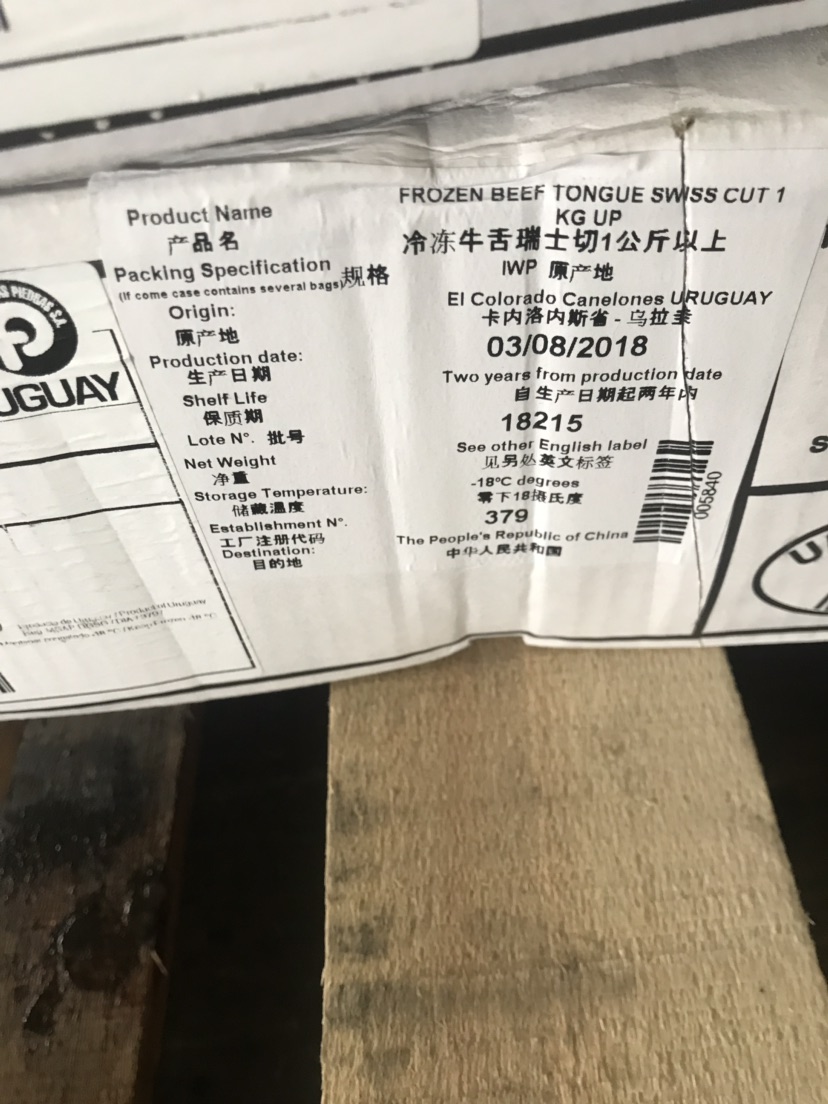 FROZEN BEEF TONGUE SWISS CUT 1
KG UP
Product Name
产品名
冷冻牛舌瑞士切1公斤以上
Packing Specification 规格
(If come case contains several bags)
IWP 原产地
Origin:
原产地
El Colorado Canelones URUGUAY
卡内洛内斯省 - 乌拉圭
Production date:
生产日期
03/08/2018
Shelf Life
保质期
Two years from production date
自生产日期起两年内
Lote N°. 批号
18215
Net Weight
净重
See other English label
见另处英文标签
Storage Temperature:
储藏温度
-18°C degrees
零下18摄氏度
Establishment N°.
工厂注册代码
379
Destination:
目的地
The People's Republic of China
中华人民共和国
005840
PIEDRAS S.A.
UGUAY
Product of Uruguay